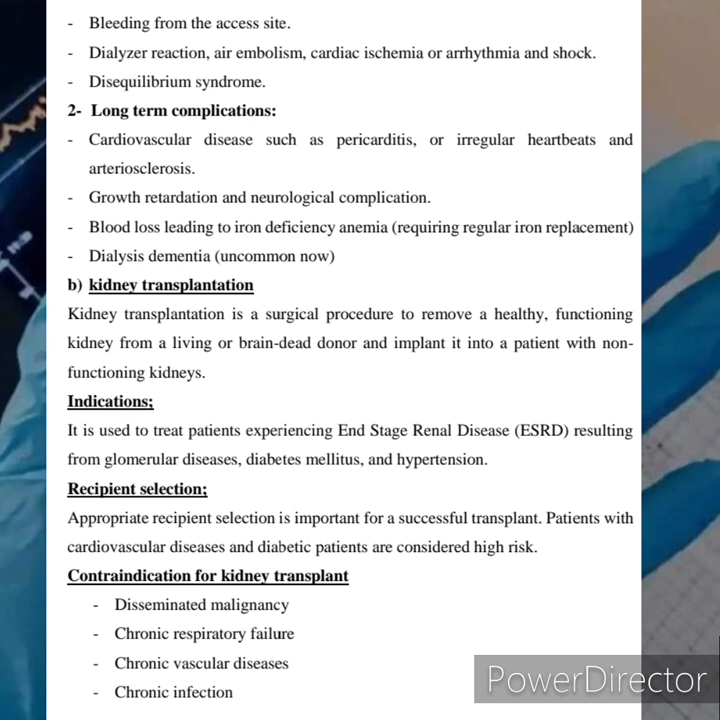 - Bleeding from the access site.
- Dialyzer reaction, air embolism, cardiac ischemia or arrhythmia and shock.
- Disequilibrium syndrome.
2- Long term complications:
- Cardiovascular disease such as pericarditis, or irregular heartbeats and
arteriosclerosis.
- Growth retardation and neurological complication.
- Blood loss leading to iron deficiency anemia (requiring regular iron replacement)
- Dialysis dementia (uncommon now)
b) kidney transplantation
Kidney transplantation is a surgical procedure to remove a healthy, functioning
kidney from a living or brain-dead donor and implant it into a patient with non-
functioning kidneys.
Indications;
It is used to treat patients experiencing End Stage Renal Disease (ESRD) resulting
from glomerular diseases, diabetes mellitus, and hypertension.
Recipient selection;
Appropriate recipient selection is important for a successful transplant. Patients with
cardiovascular diseases and diabetic patients are considered high risk.
Contraindication for kidney transplant
- Disseminated malignancy
- Chronic respiratory failure
- Chronic vascular diseases
- Chronic infection
PowerDirector